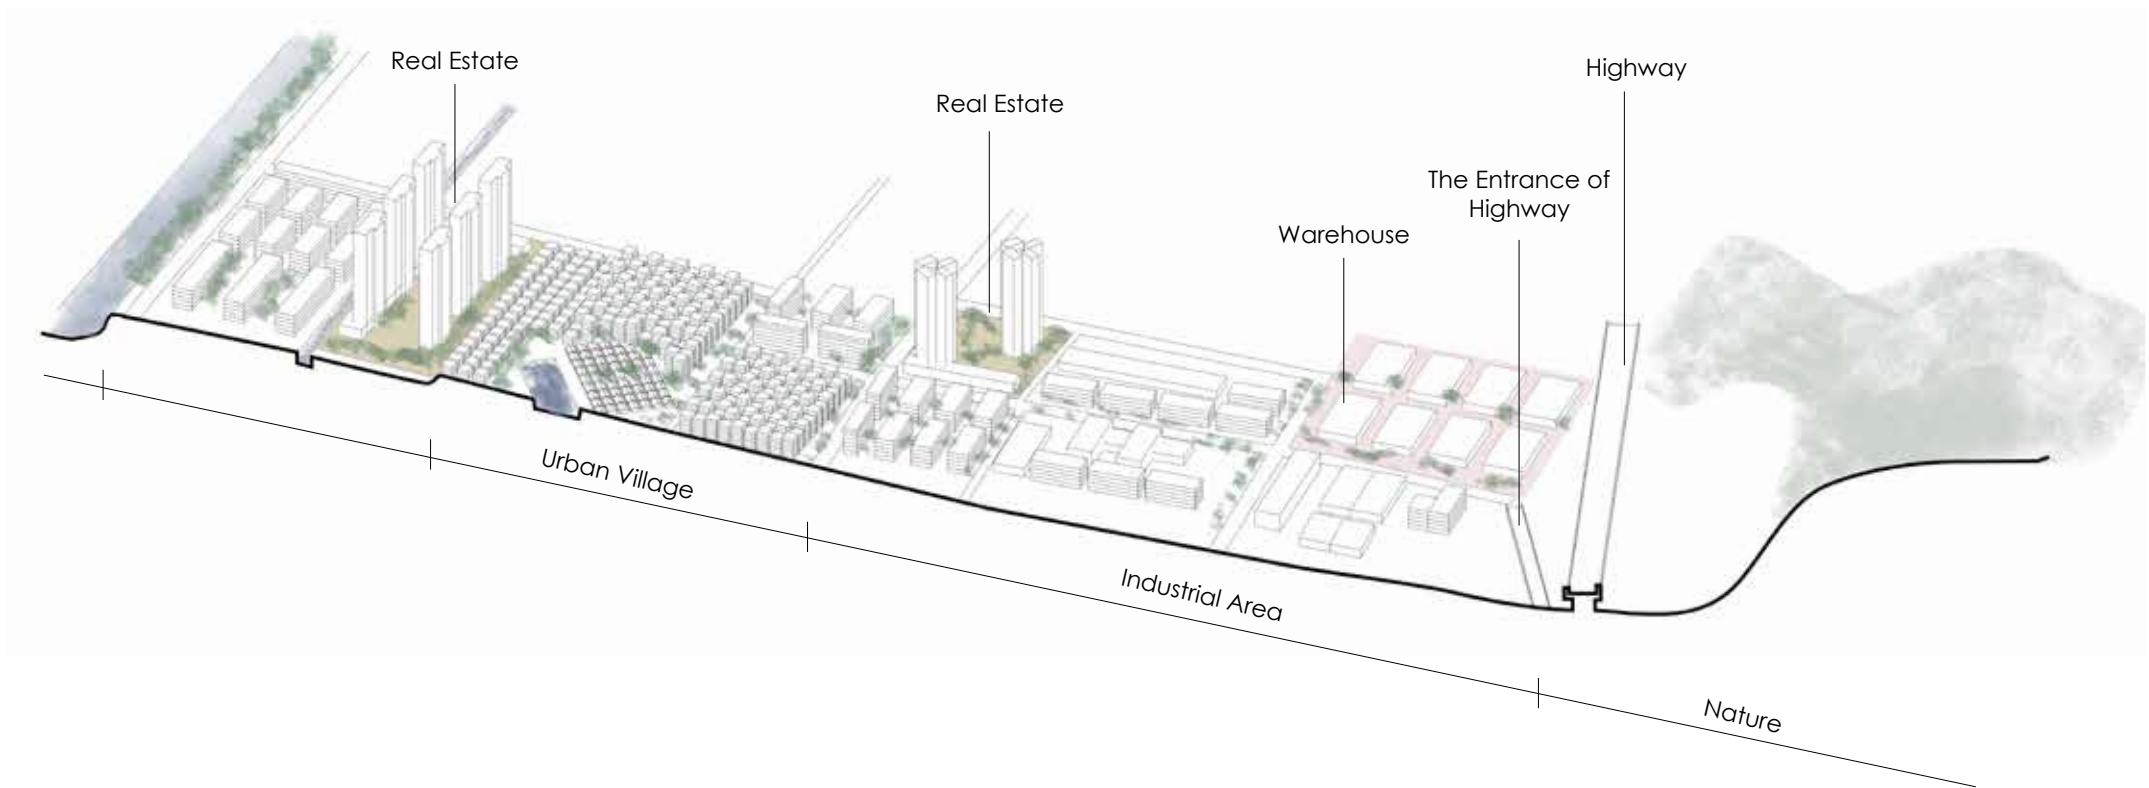 Real Estate
Real Estate
Highway
The Entrance of
Highway
Warehouse
Urban Village
Industrial Area
Nature